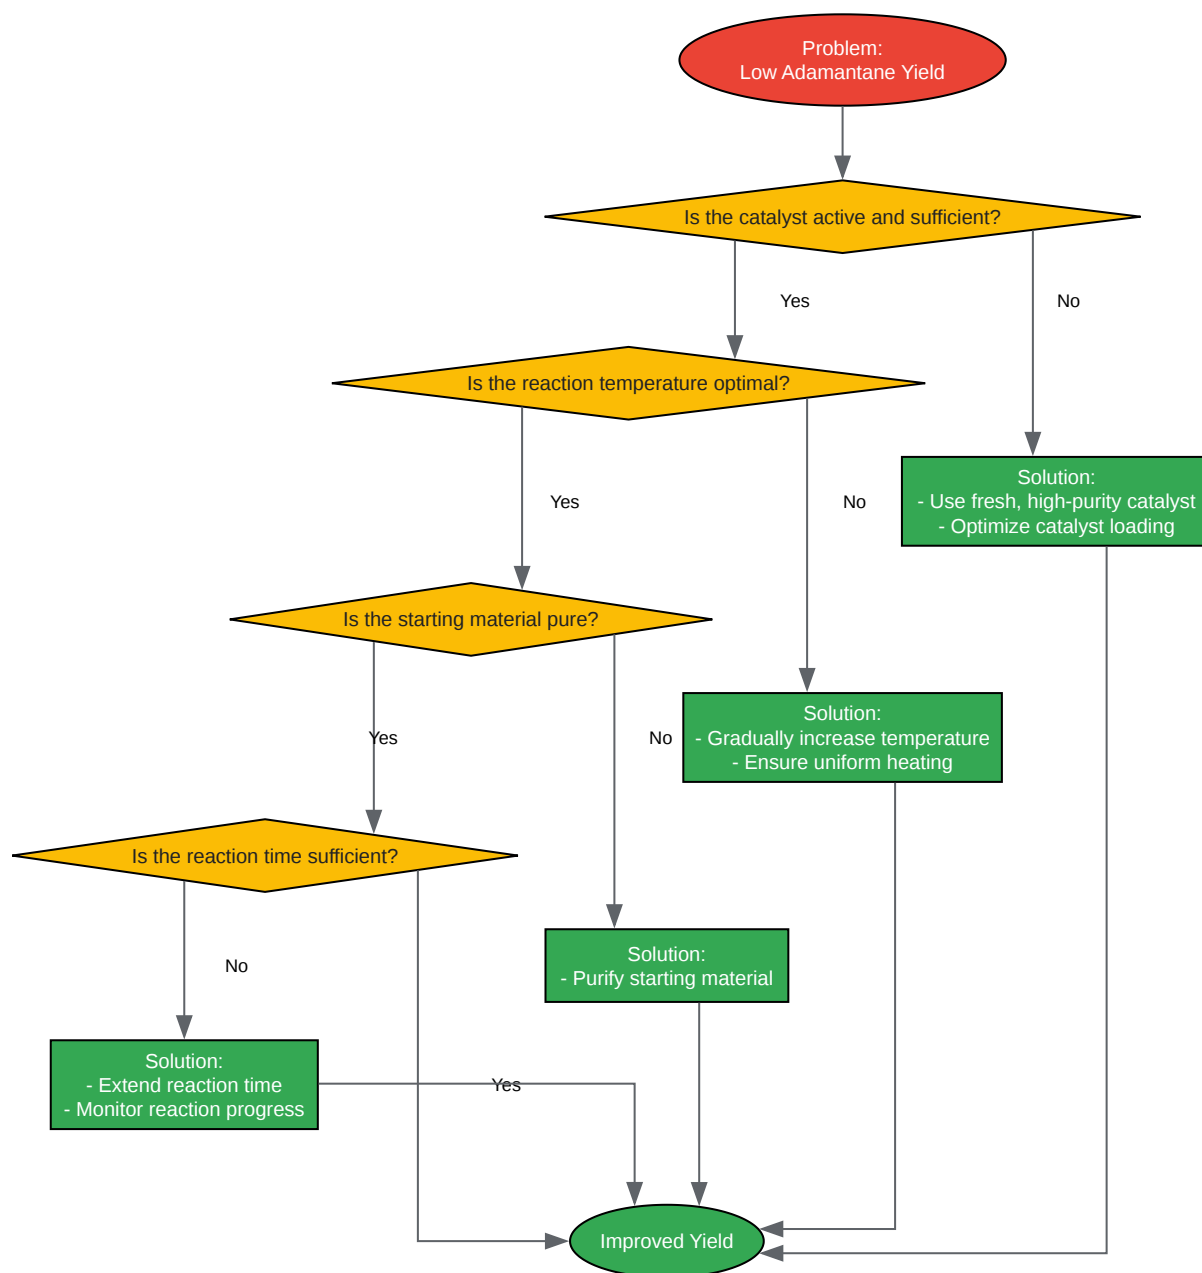 Problem:
Low Adamantane Yield
Is the catalyst active and sufficient?
Yes
No
Is the reaction temperature optimal?
Yes
No
Solution:
- Use fresh, high-purity catalyst
- Optimize catalyst loading
Is the starting material pure?
Yes
No
Solution:
- Gradually increase temperature
- Ensure uniform heating
Is the reaction time sufficient?
No
Solution:
- Purify starting material
Solution:
- Extend reaction time
- Monitor reaction progress
Yes
Improved Yield